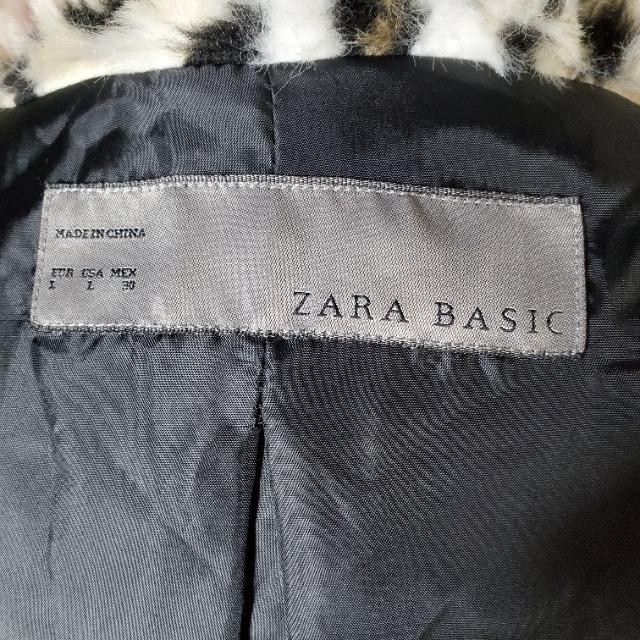 MADE IN CHINA
EUR USA MEX
L L 30
ZARA BASIC